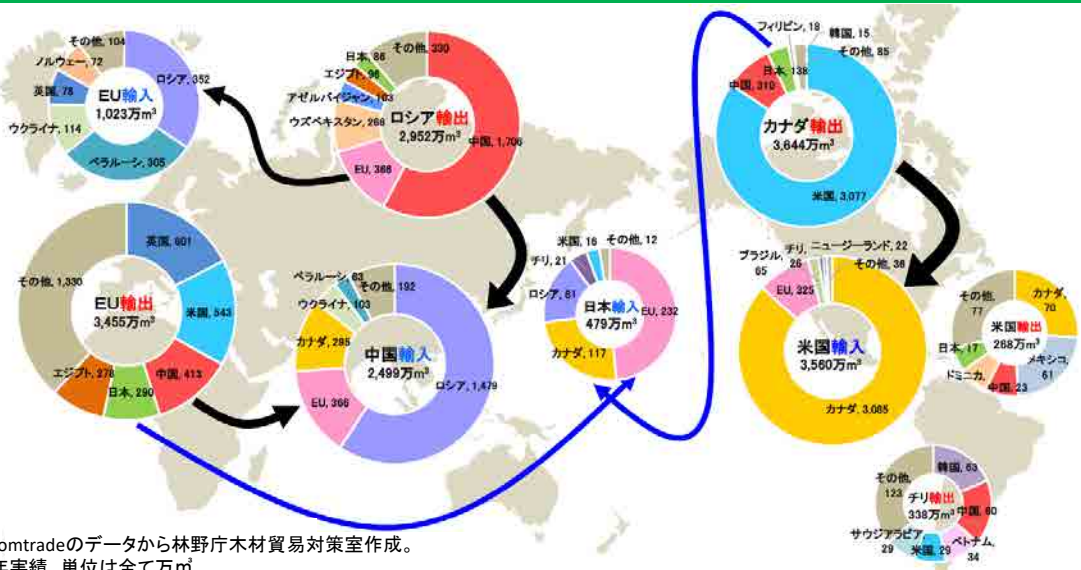 その他, 104
ノルウェー, 72
英国, 78
ウクライナ, 114
ベラルーシ, 305
ロシア, 352
EU輸入
1,023万m³
その他, 330
日本, 86
エジプト, 96
アゼルバイジャン, 103
ウズベキスタン, 268
EU, 366
中国, 1,706
ロシア輸出
2,952万m³
フィリピン, 18
韓国, 15
その他, 85
日本, 138
中国, 310
米国, 3,077
カナダ輸出
3,644万m³
その他, 1,330
英国, 601
米国, 543
中国, 413
日本, 290
エジプト, 278
EU輸出
3,455万m³
その他, 192
ベラルーシ, 63
ウクライナ, 103
カナダ, 285
EU, 366
ロシア, 1,479
中国輸入
2,499万m³
米国, 16
その他, 12
チリ, 21
ロシア, 81
カナダ, 117
EU, 232
日本輸入
479万m³
ニュージーランド, 22
その他, 36
チリ,
26
ブラジル,
65
EU, 325
カナダ, 3,085
米国輸入
3,560万m³
その他,
77
カナダ,
70
メキシコ,
61
中国, 23
ドミニカ,
日本, 17
米国輸出
268万m³
その他,
123
韓国, 63
中国, 60
ベトナム,
34
米国, 29
サウジアラビア
29
チリ輸出
338万m³
omtradeのデータから林野庁木材貿易対策室作成。
年実績、単位は全て万㎥